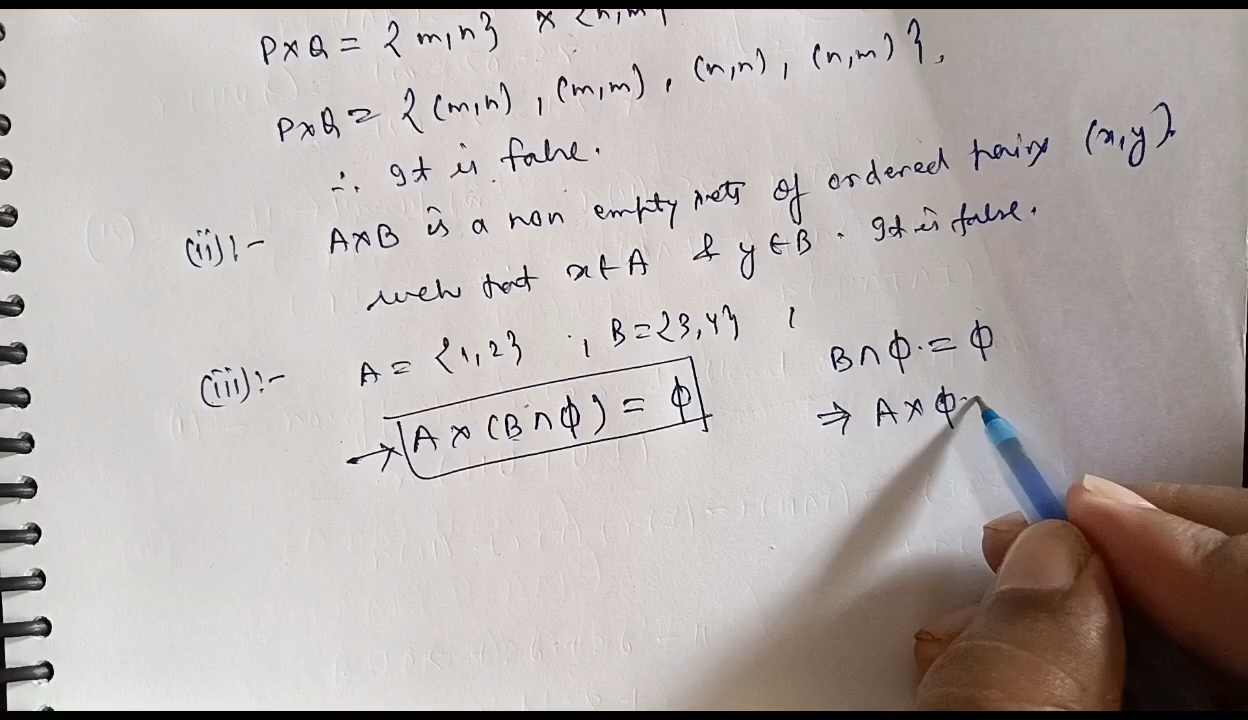 P×Q = {m,n} × {n,m}
P×Q = {(m,n), (m,m), (n,n), (n,m)}.
∴ It is false.
(ii):- A×B is a non empty sets of ordered pairs (x,y).
such that x∈A & y∈B. It is false.
(iii):- A = {1,2} ; B = {3,4} ;
B∩ϕ = ϕ
→ A × (B∩ϕ) = ϕ
⇒ A×ϕ